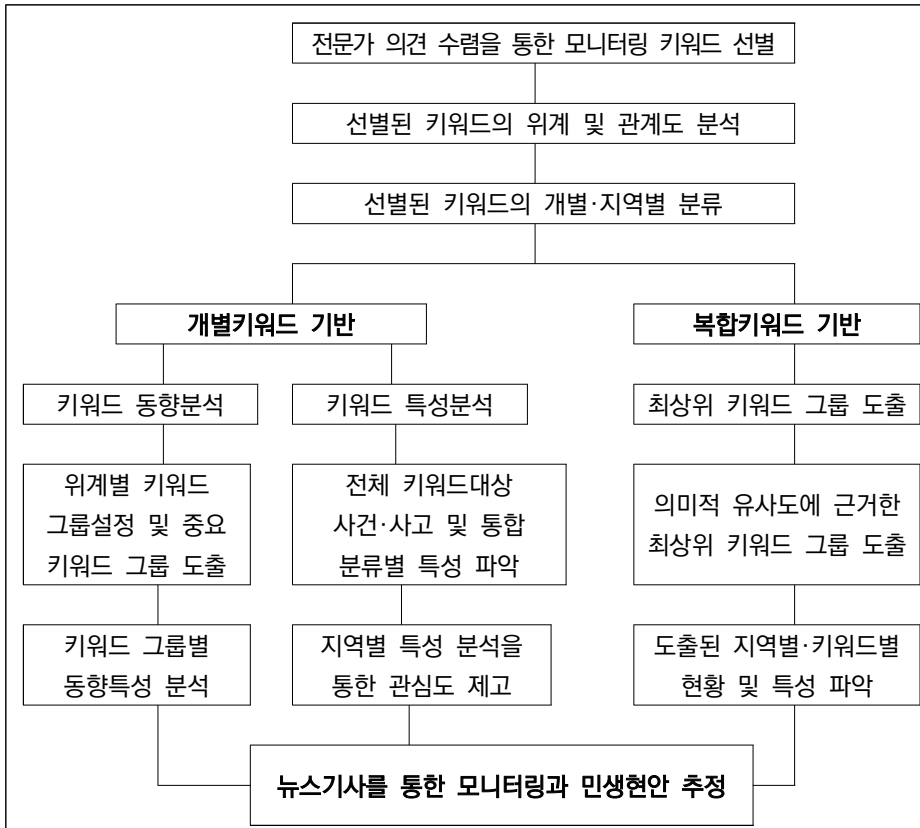 전문가 의견 수렴을 통한 모니터링 키워드 선별
선별된 키워드의 위계 및 관계도 분석
선별된 키워드의 개별·지역별 분류
개별키워드 기반
복합키워드 기반
키워드 동향분석
키워드 특성분석
최상위 키워드 그룹 도출
위계별 키워드
그룹설정 및 중요
키워드 그룹 도출
전체 키워드대상
사건·사고 및 통합
분류별 특성 파악
의미적 유사도에 근거한
최상위 키워드 그룹 도출
키워드 그룹별
동향특성 분석
지역별 특성 분석을
통한 관심도 제고
도출된 지역별·키워드별
현황 및 특성 파악
뉴스기사를 통한 모니터링과 민생현안 추정